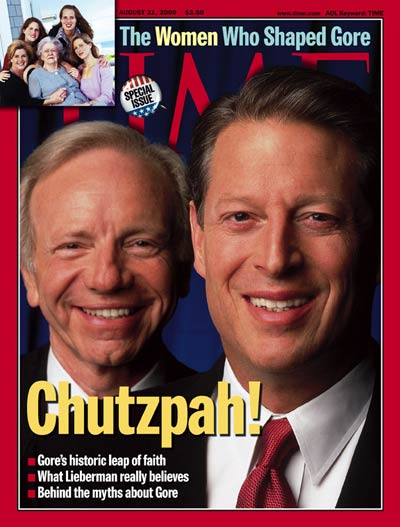 AUGUST 21, 2000 $3.50
www.time.com AOL Keyword: TIME
The Women Who Shaped Gore
TIME
SPECIAL
ISSUE
Chutzpah!
Gore's historic leap of faith
What Lieberman really believes
Behind the myths about Gore